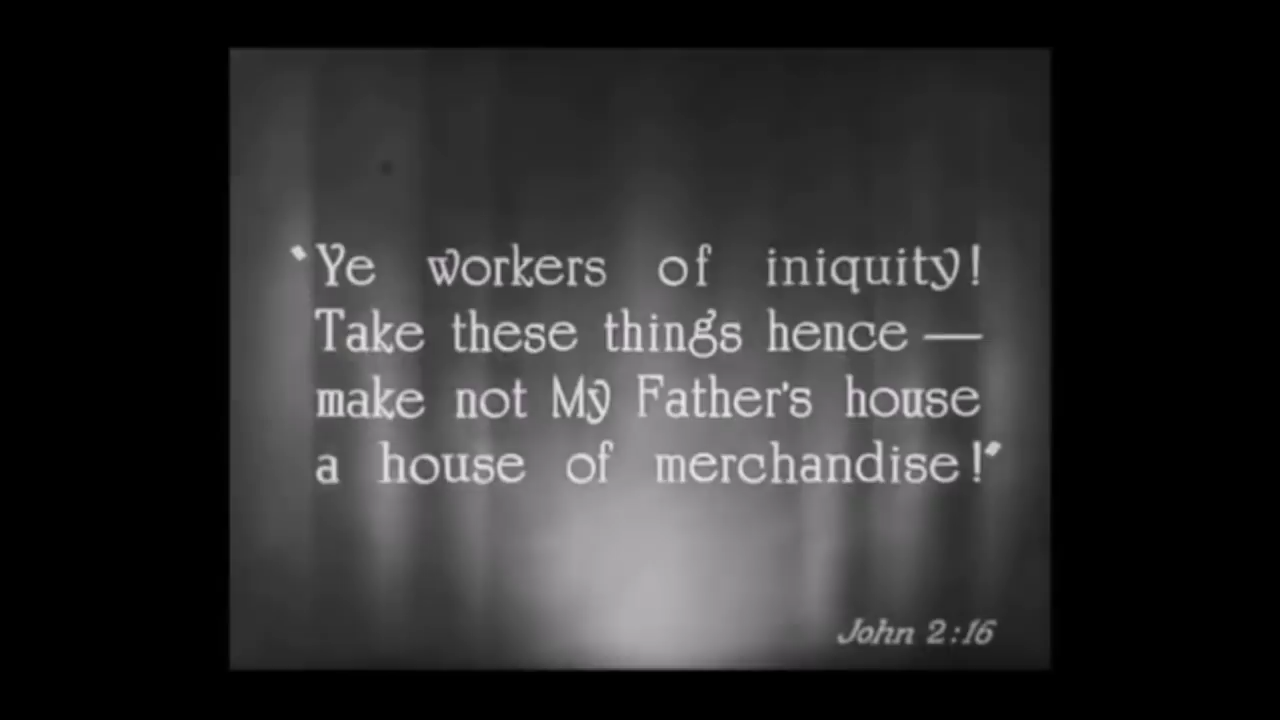 ‘Ye workers of iniquity!
Take these things hence —
make not My Father's house
a house of merchandise!’
John 2:16